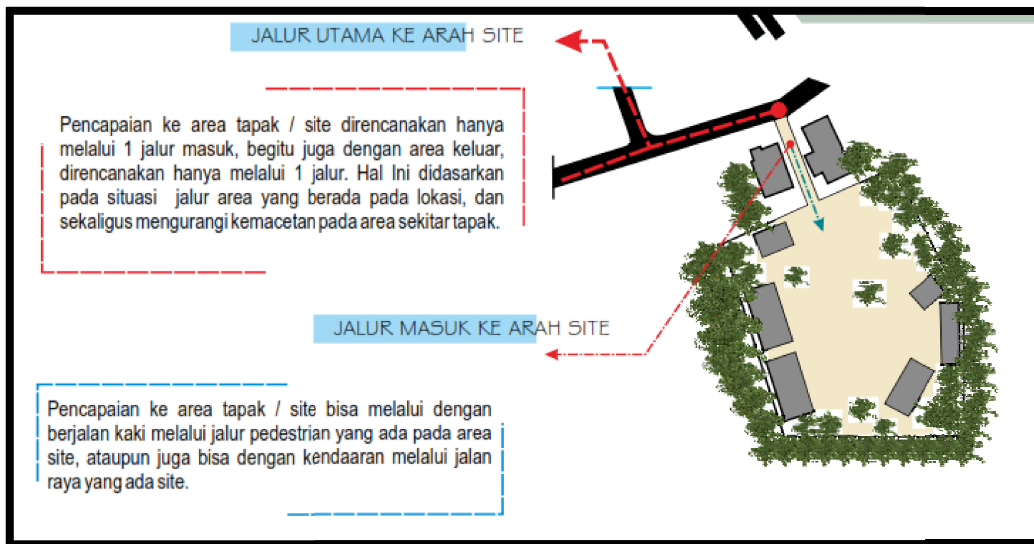 JALUR UTAMA KE ARAH SITE
Pencapaian ke area tapak / site direncanakan hanya
melalui 1 jalur masuk, begitu juga dengan area keluar,
direncanakan hanya melalui 1 jalur. Hal Ini didasarkan
pada situasi jalur area yang berada pada lokasi, dan
sekaligus mengurangi kemacetan pada area sekitar tapak.
JALUR MASUK KE ARAH SITE
Pencapaian ke area tapak / site bisa melalui dengan
berjalan kaki melalui jalur pedestrian yang ada pada area
site, ataupun juga bisa dengan kendaaran melalui jalan
raya yang ada site.